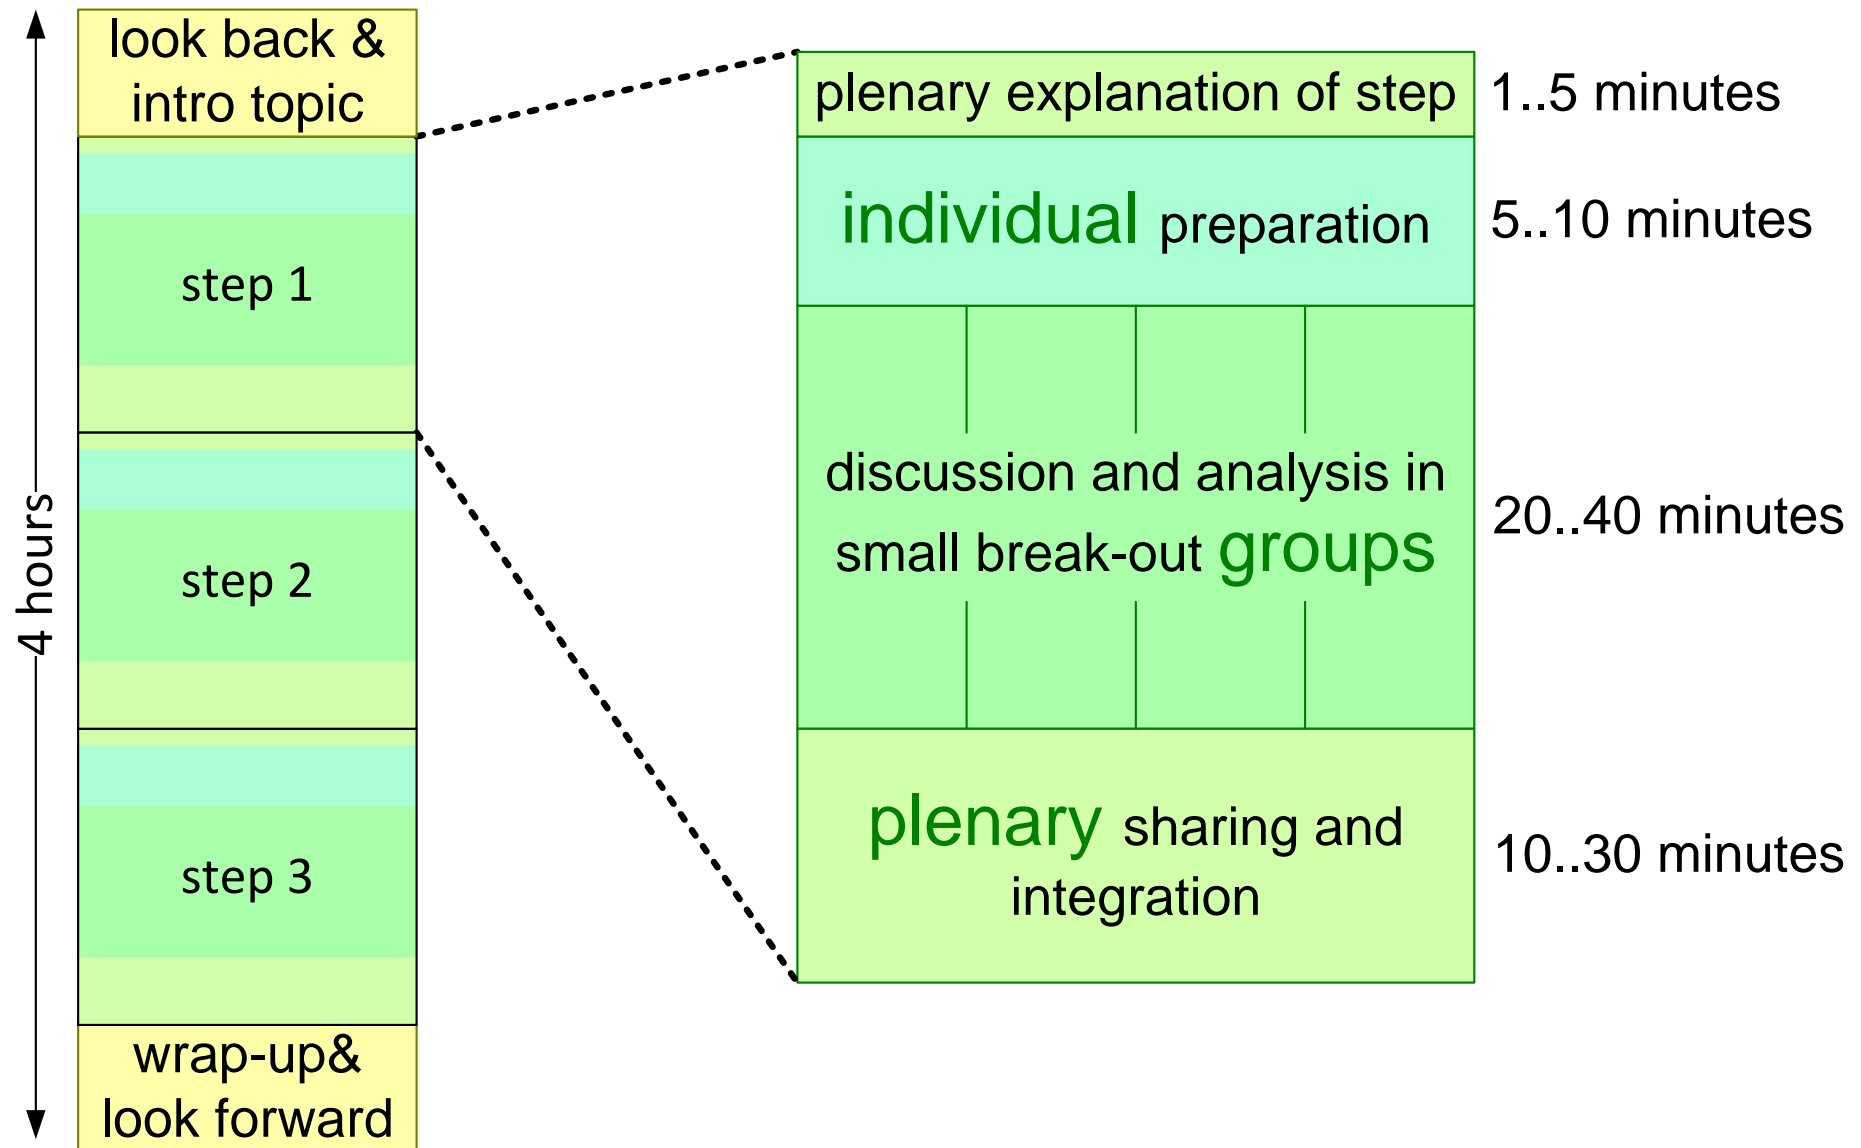 4 hours
look back &
intro topic
step 1
step 2
step 3
wrap-up&
look forward
plenary explanation of step
1..5 minutes
individual preparation
5..10 minutes
discussion and analysis in
small break-out groups
20..40 minutes
plenary sharing and
integration
10..30 minutes